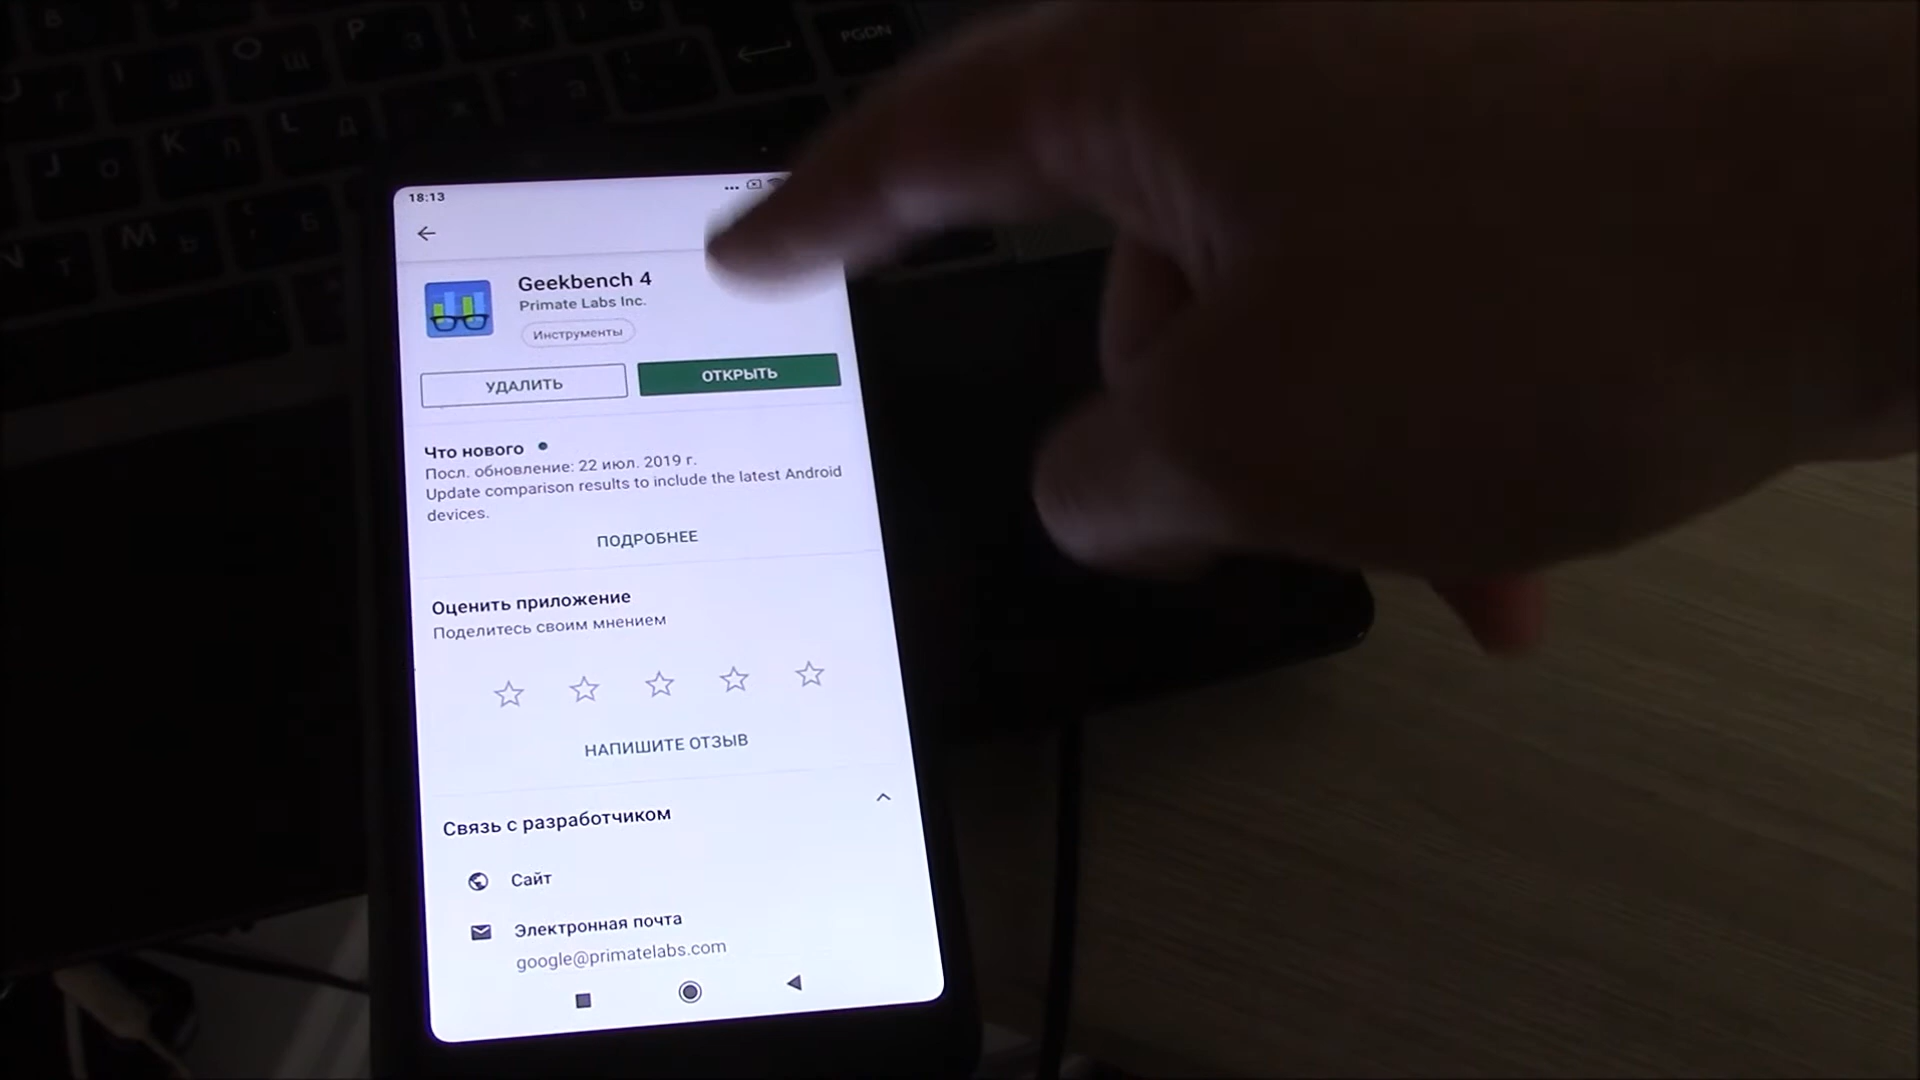 PGDN
18:13
Geekbench 4
Primate Labs Inc.
Инструменты
УДАЛИТЬ
ОТКРЫТЬ
Что нового
Посл. обновление: 22 июл. 2019 г.
Update comparison results to include the latest Android
devices.
ПОДРОБНЕЕ
Оценить приложение
Поделитесь своим мнением
НАПИШИТЕ ОТЗЫВ
Связь с разработчиком
Сайт
Электронная почта
google@primatelabs.com